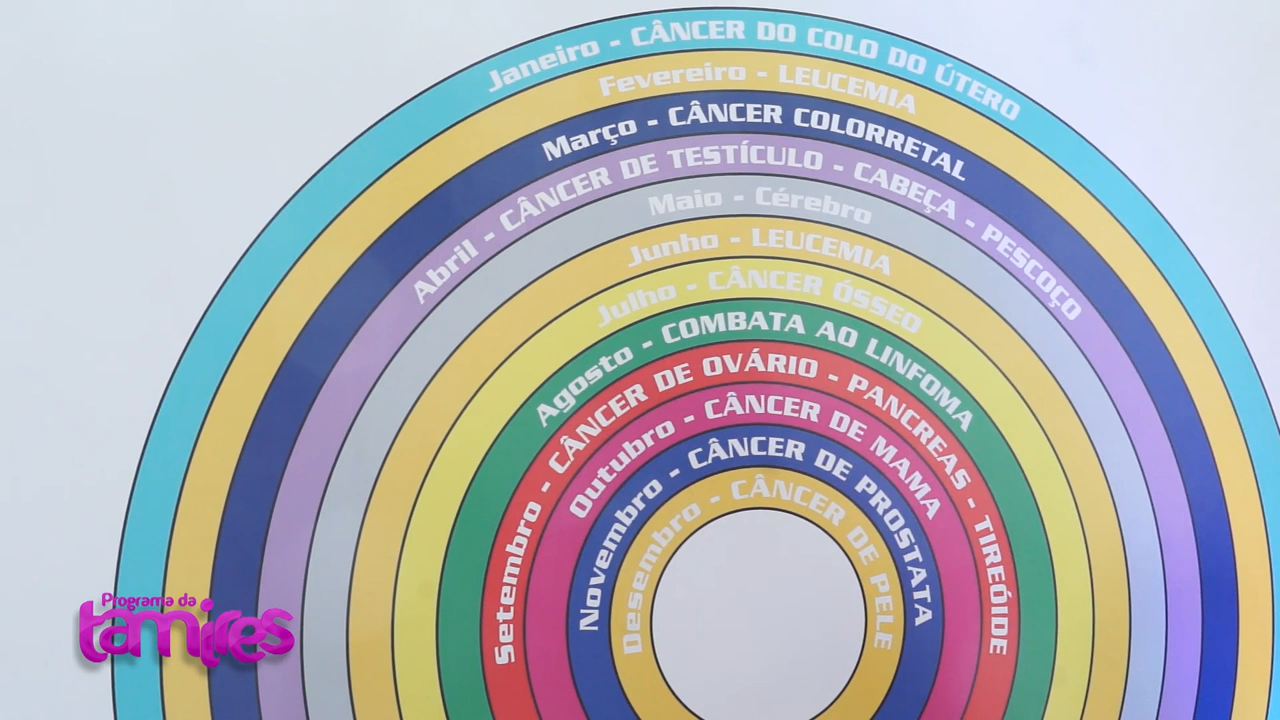 Janeiro - CÂNCER DO COLO DO ÚTERO
Fevereiro - LEUCEMIA
Março - CÂNCER COLORRETAL
Abril - CÂNCER DE TESTÍCULO - CABEÇA - PESCOÇO
Maio - Cérebro
Junho - LEUCEMIA
Julho - CÂNCER ÓSSEO
Agosto - COMBATA AO LINFOMA
Setembro - CÂNCER DE OVÁRIO - PANCREAS - TIREÓIDE
Outubro - CÂNCER DE MAMA
Novembro - CÂNCER DE PROSTATA
Desembro - CÂNCER DE PELE
Programa da
tamires